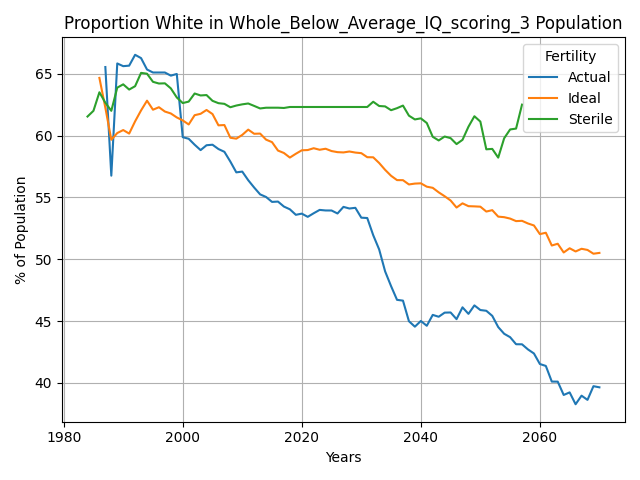 Proportion White in Whole_Below_Average_IQ_scoring_3 Population
Fertility
Actual
Ideal
Sterile
% of Population
65
60
55
50
45
40
1980
2000
2020
2040
2060
Years